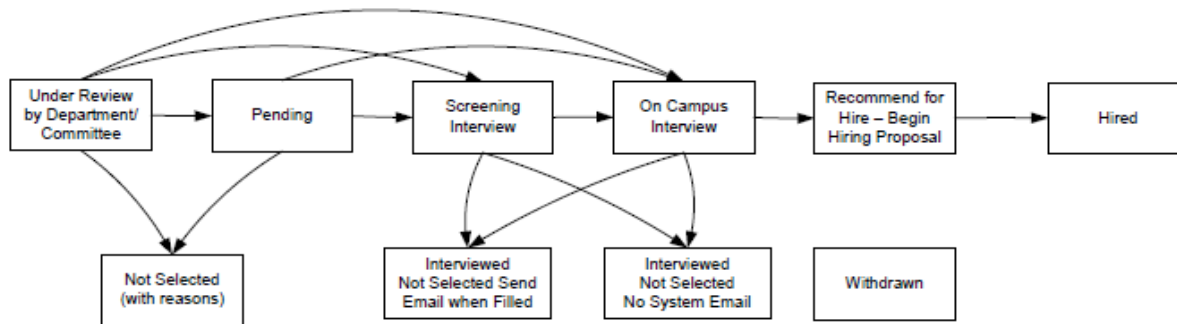 Under Review
by Department/
Committee
Pending
Screening
Interview
On Campus
Interview
Recommend for
Hire – Begin
Hiring Proposal
Hired
Not Selected
(with reasons)
Interviewed
Not Selected Send
Email when Filled
Interviewed
Not Selected
No System Email
Withdrawn